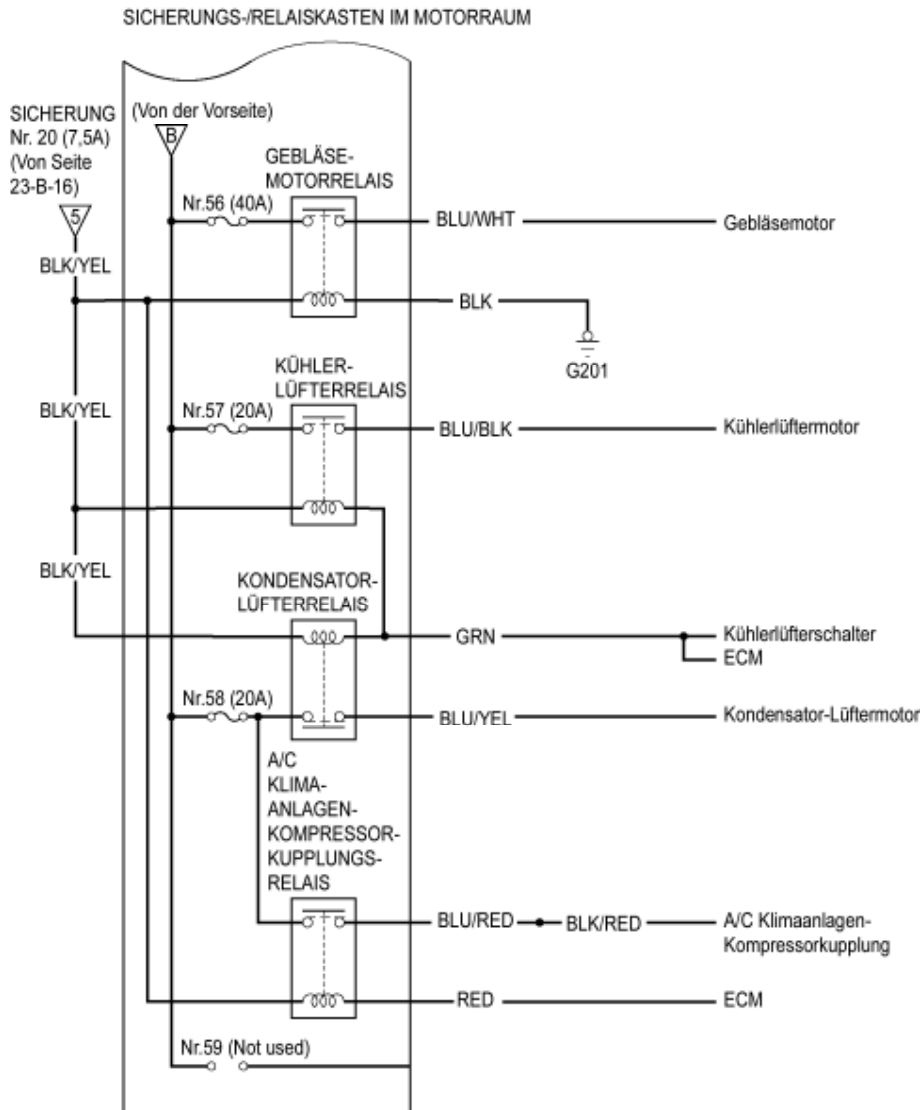 SICHERUNGS-/RELAISKASTEN IM MOTORRAUM
SICHERUNG
Nr. 20 (7,5A)
(Von Seite
23-B-16)
5
(Von der Vorseite)
B
GEBLÄSE-
MOTORRELAIS
Nr.56 (40A)
BLU/WHT
Gebläsemotor
BLK/YEL
BLK
G201
KÜHLER-
LÜFTERRELAIS
BLK/YEL
Nr.57 (20A)
BLU/BLK
Kühlerlüftermotor
BLK/YEL
KONDENSATOR-
LÜFTERRELAIS
GRN
Kühlerlüfterschalter
ECM
Nr.58 (20A)
BLU/YEL
Kondensator-Lüftermotor
A/C
KLIMA-
ANLAGEN-
KOMPRESSOR-
KUPPLUNGS-
RELAIS
BLU/RED
BLK/RED
A/C Klimaanlagen-
Kompressorkupplung
RED
ECM
Nr.59 (Not used)